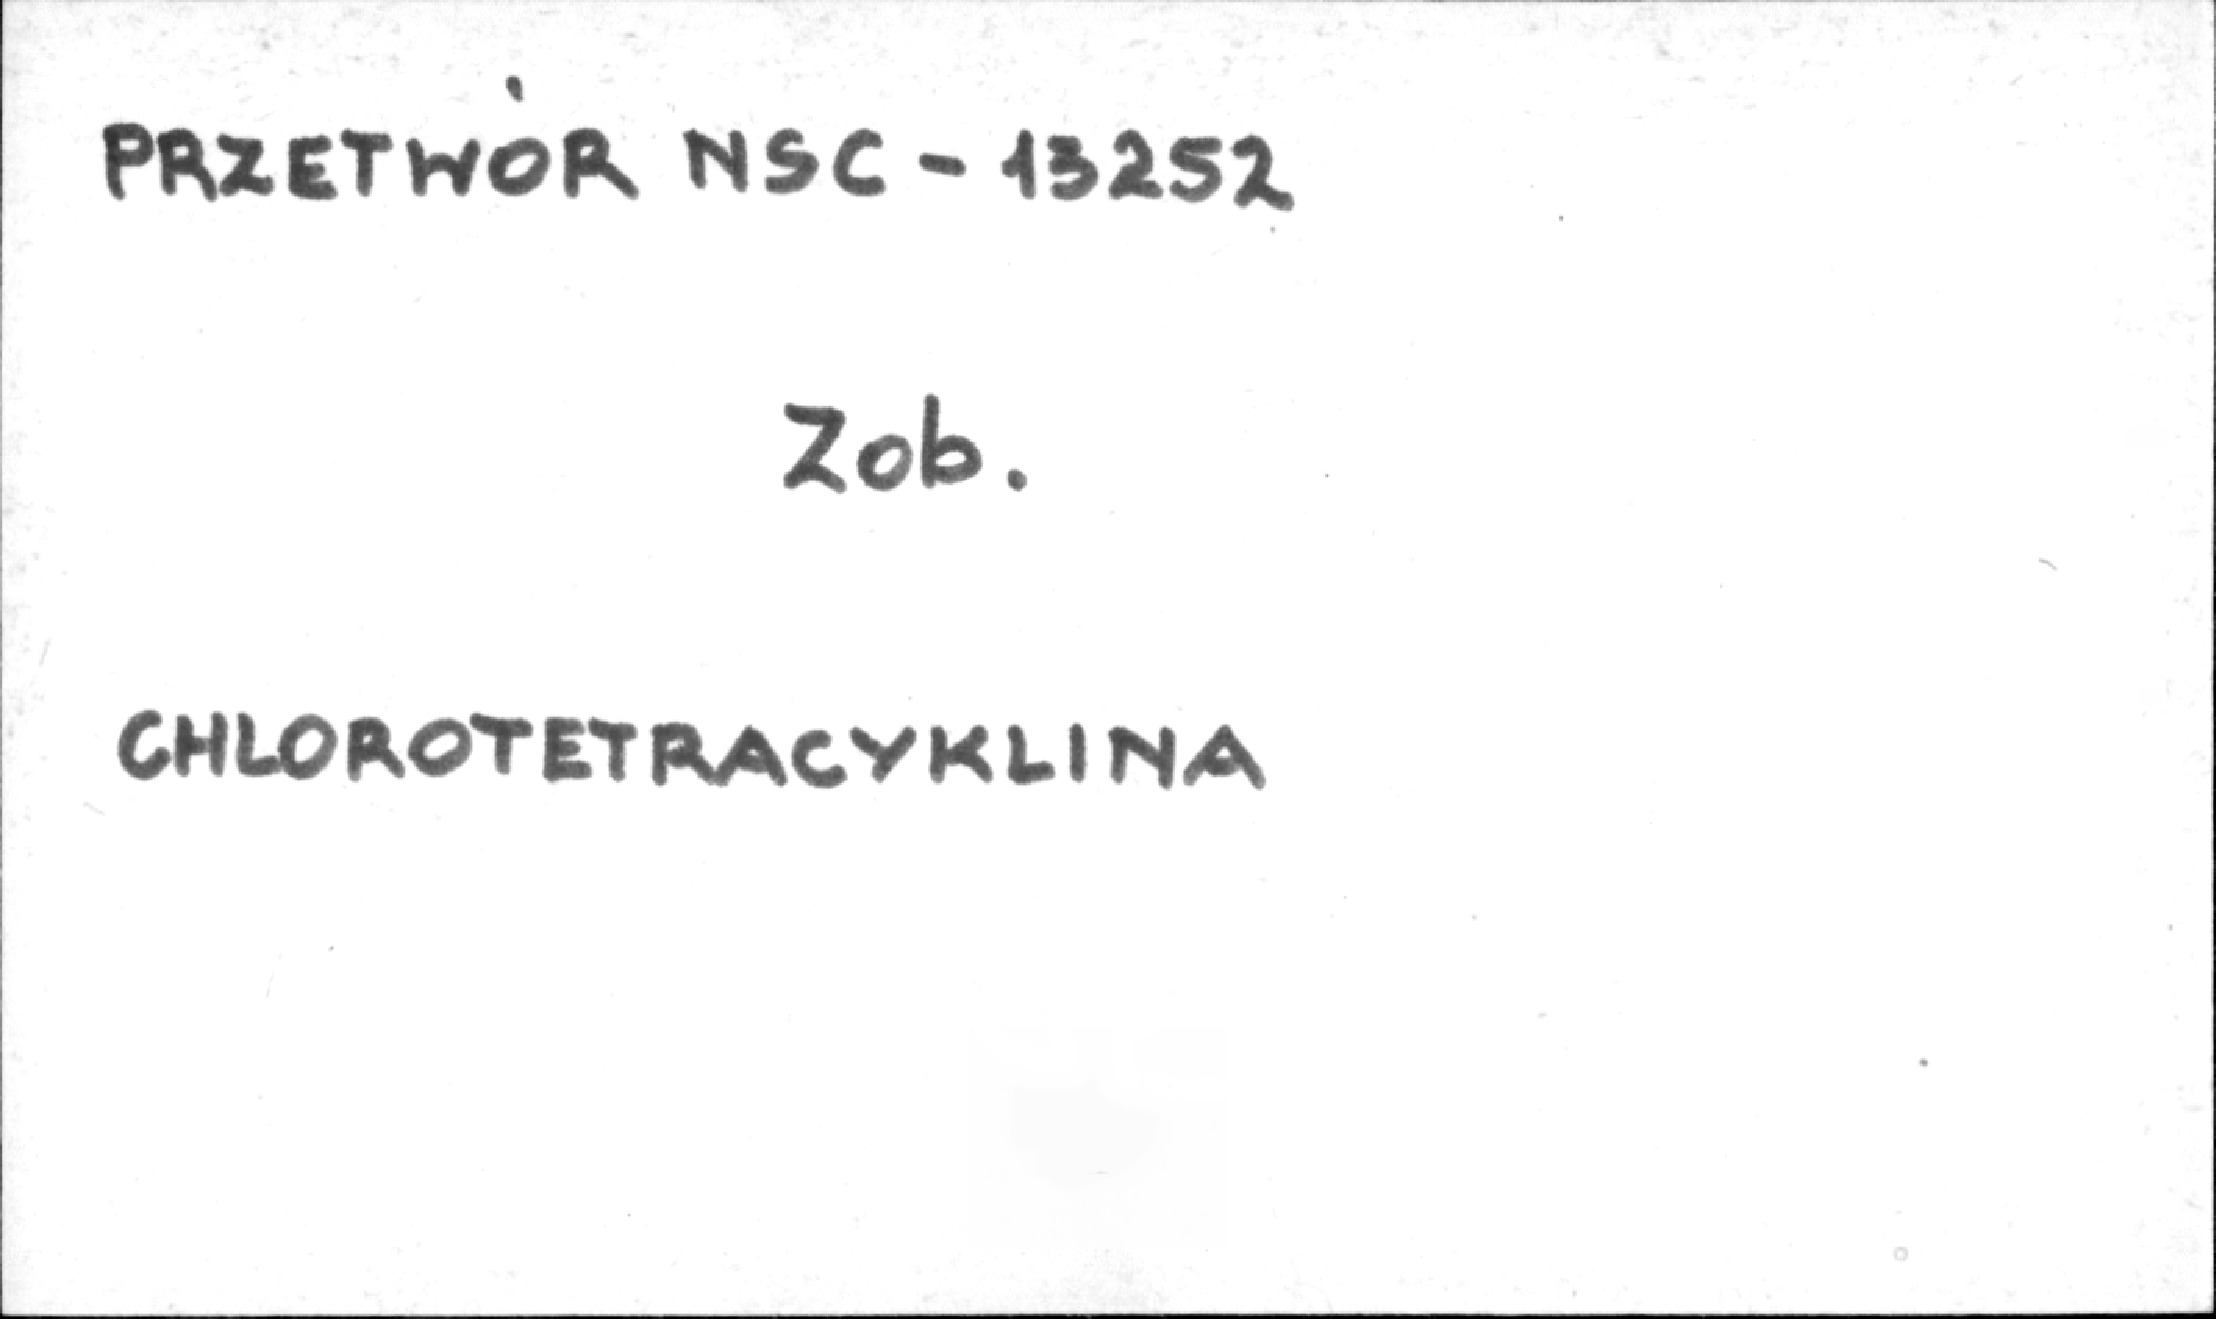 PRZETWÓR NSC - 13252
Zob.
CHLOROTETRACYKLINA